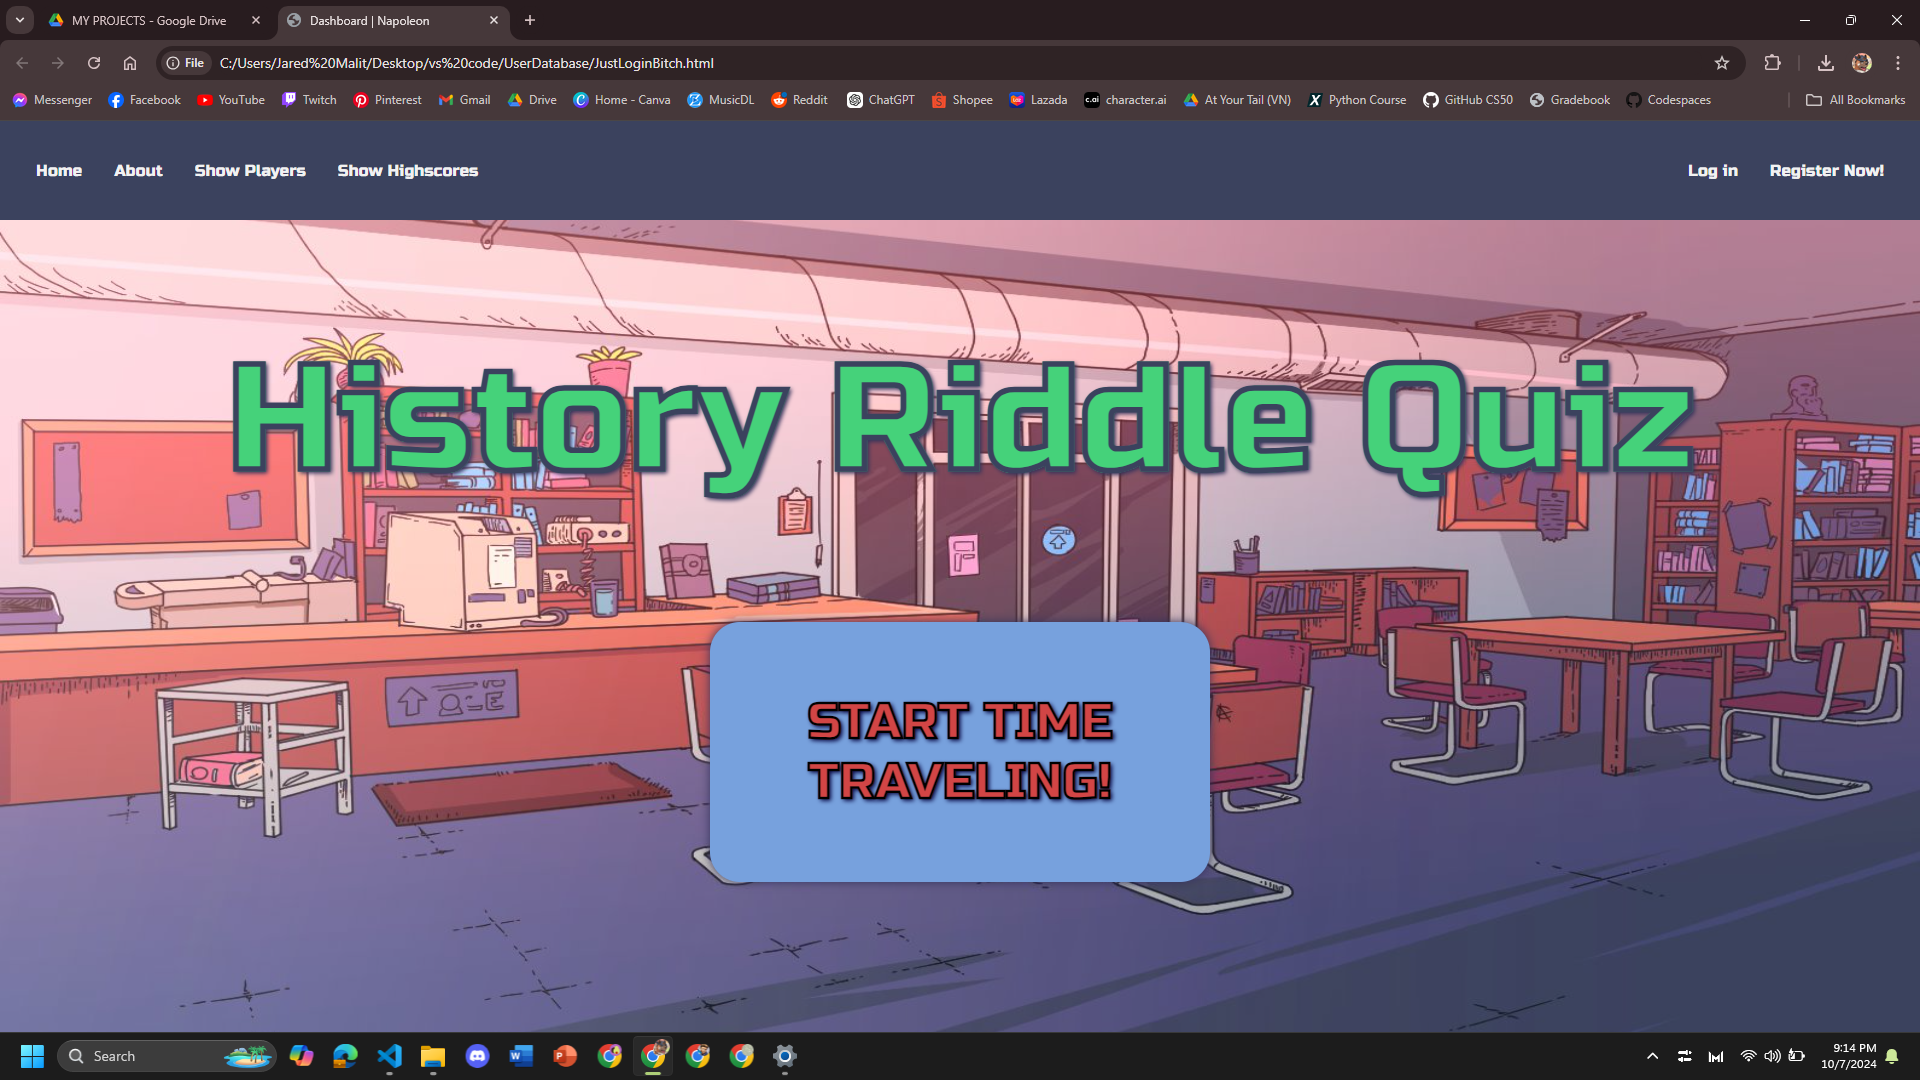 MY PROJECTS - Google Drive
Dashboard | Napoleon
File
C:/Users/Jared%20Malit/Desktop/vs%20code/UserDatabase/JustLoginBitch.html
Messenger
Facebook
YouTube
Twitch
Pinterest
Gmail
Drive
Home - Canva
MusicDL
Reddit
ChatGPT
Shopee
Lazada
c.ai
character.ai
At Your Tail (VN)
Python Course
GitHub CS50
Gradebook
Codespaces
All Bookmarks
Home
About
Show Players
Show Highscores
Log in
Register Now!
History Riddle Quiz
START TIME
TRAVELING!
Search
9:14 PM
10/7/2024